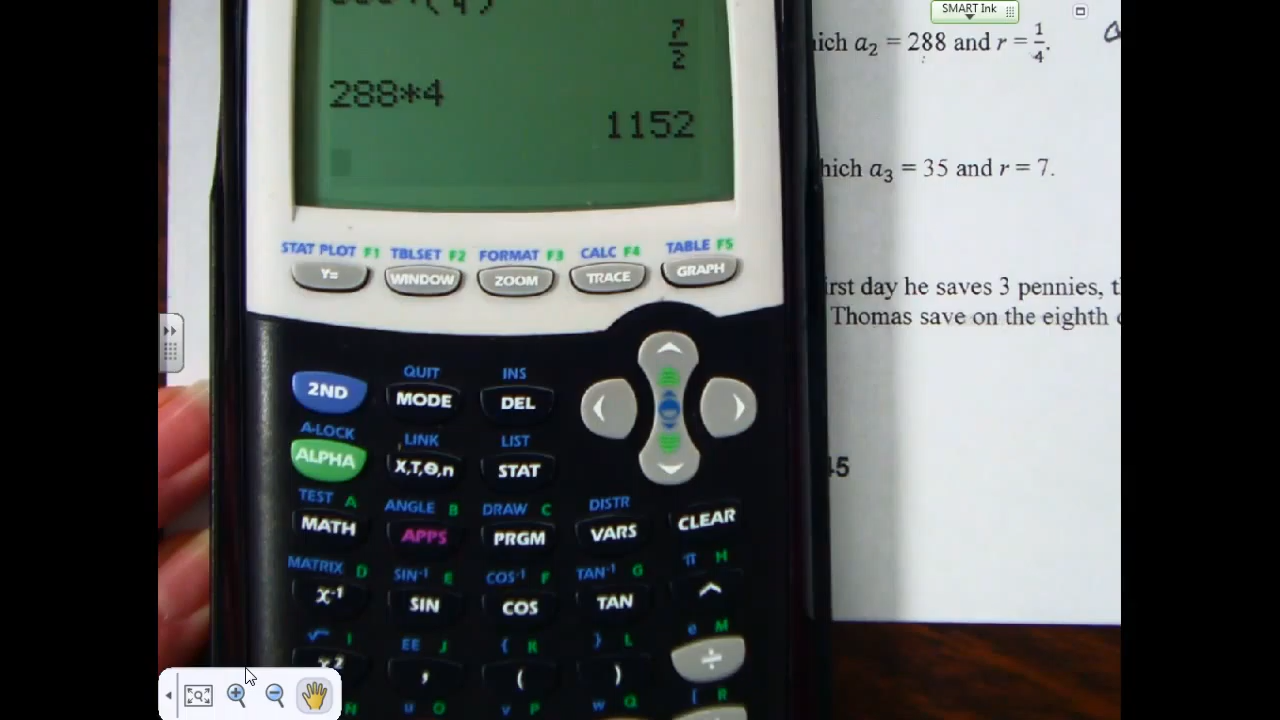 SMART Ink
7
2
288*4
1152
hich a₂ = 288 and r = 1/4.
hich a₃ = 35 and r = 7.
irst day he saves 3 pennies, t
Thomas save on the eighth
45
STAT PLOT F1 TBLSET F2 FORMAT F3 CALC F4 TABLE F5
Y= WINDOW ZOOM TRACE GRAPH
QUIT INS
2ND MODE DEL
A-LOCK LINK LIST
ALPHA X,T,Θ,n STAT
TEST A ANGLE B DRAW C DISTR
MATH APPS PRGM VARS CLEAR
MATRIX D SIN⁻¹ E COS⁻¹ F TAN⁻¹ G π H
X⁻¹ SIN COS TAN ^
√ I EE J { K } L e M
X² , ( ) ÷
N u O v P w Q [ R